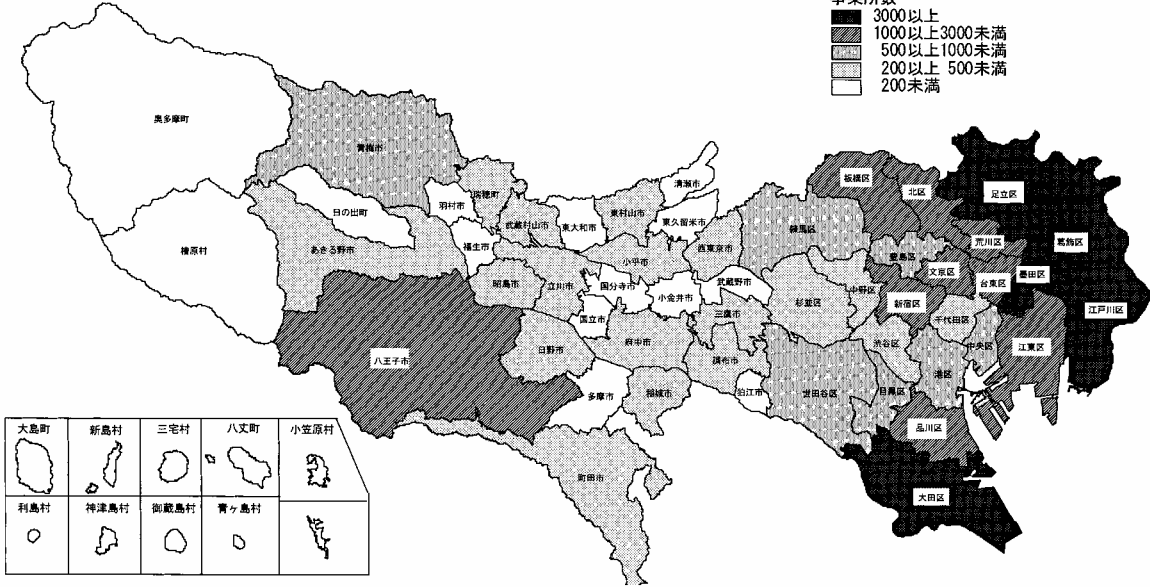 事業所数
3000以上
1000以上3000未満
500以上1000未満
200以上 500未満
200未満
奥多摩町
青梅市
檜原村
日の出町
あきる野市
羽村市
瑞穂町
福生市
武蔵村山市
東大和市
東村山市
清瀬市
東久留米市
西東京市
小平市
昭島市
立川市
国分寺市
小金井市
武蔵野市
三鷹市
国立市
八王子市
日野市
府中市
調布市
狛江市
多摩市
稲城市
町田市
練馬区
板橋区
北区
足立区
荒川区
葛飾区
豊島区
文京区
台東区
墨田区
江戸川区
中野区
杉並区
新宿区
千代田区
渋谷区
中央区
江東区
港区
世田谷区
目黒区
品川区
大田区
大島町
新島村
三宅村
八丈町
小笠原村
利島村
神津島村
御蔵島村
青ヶ島村